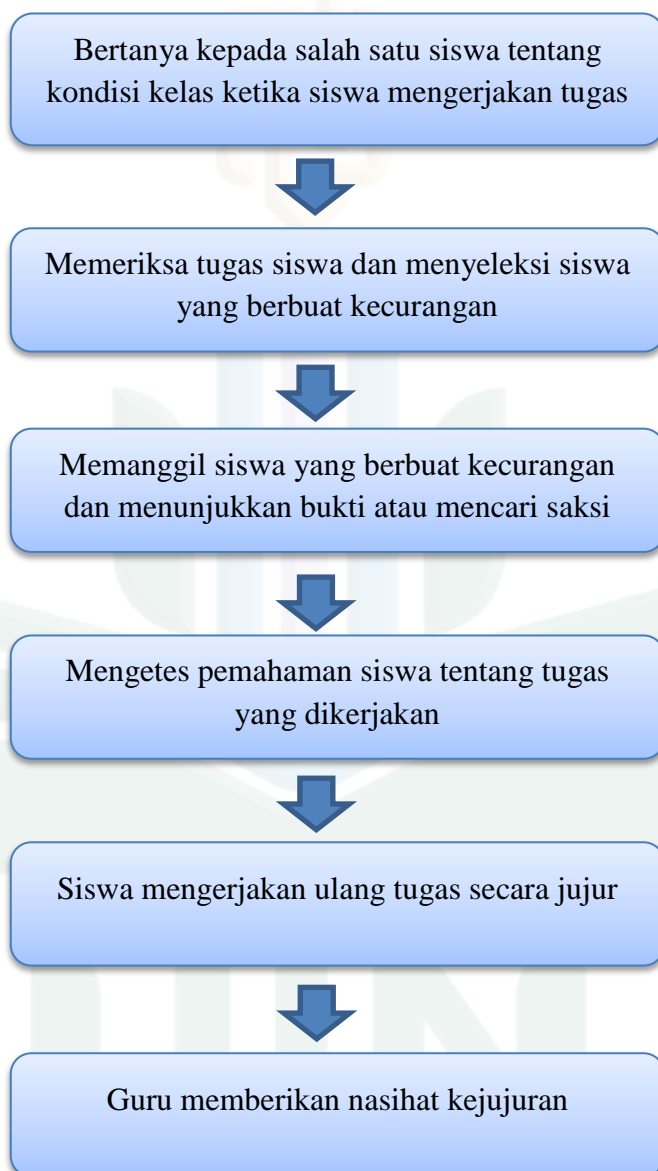 Bertanya kepada salah satu siswa tentang
kondisi kelas ketika siswa mengerjakan tugas
Memeriksa tugas siswa dan menyeleksi siswa
yang berbuat kecurangan
Memanggil siswa yang berbuat kecurangan
dan menunjukkan bukti atau mencari saksi
Mengetes pemahaman siswa tentang tugas
yang dikerjakan
Siswa mengerjakan ulang tugas secara jujur
Guru memberikan nasihat kejujuran